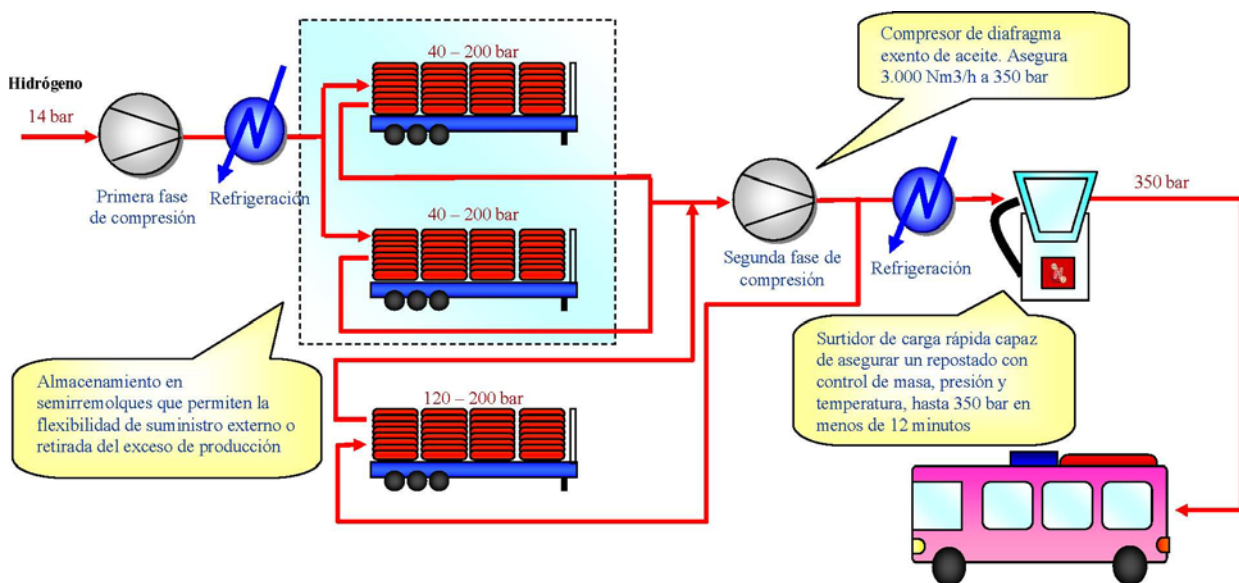 Hidrógeno
14 bar
Primera fase
de compresión
Refrigeración
40 – 200 bar
40 – 200 bar
120 – 200 bar
Almacenamiento en
semirremolques que permiten la
flexibilidad de suministro externo o
retirada del exceso de producción
Compresor de diafragma
exento de aceite. Asegura
3.000 Nm3/h a 350 bar
Segunda fase de
compresión
Refrigeración
350 bar
Surtidor de carga rápida capaz
de asegurar un repostado con
control de masa, presión y
temperatura, hasta 350 bar en
menos de 12 minutos